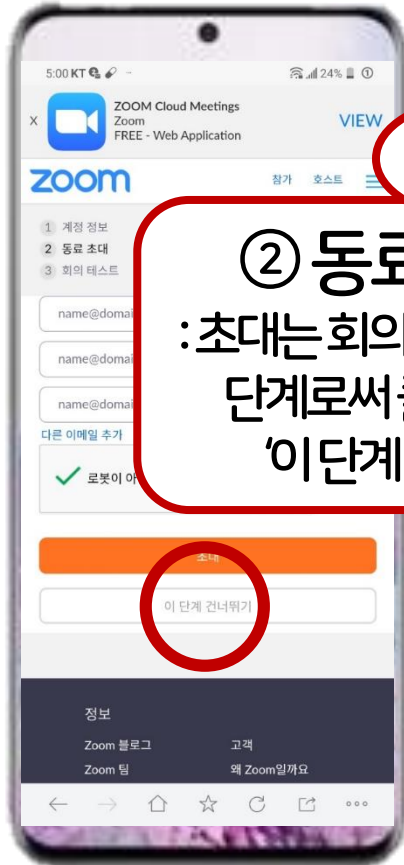 5:00 KT
24%
X
ZOOM Cloud Meetings
Zoom
FREE - Web Application
VIEW
zoom
참가 호스트
1 계정 정보
2 동료 초대
3 회의 테스트
② 동료
: 초대는 회의
단계로써
'이 단계
name@domai
name@domai
name@domai
다른 이메일 추가
로봇이 아
초대
이 단계 건너뛰기
정보
Zoom 블로그 고객
Zoom 팀 왜 Zoom일까요